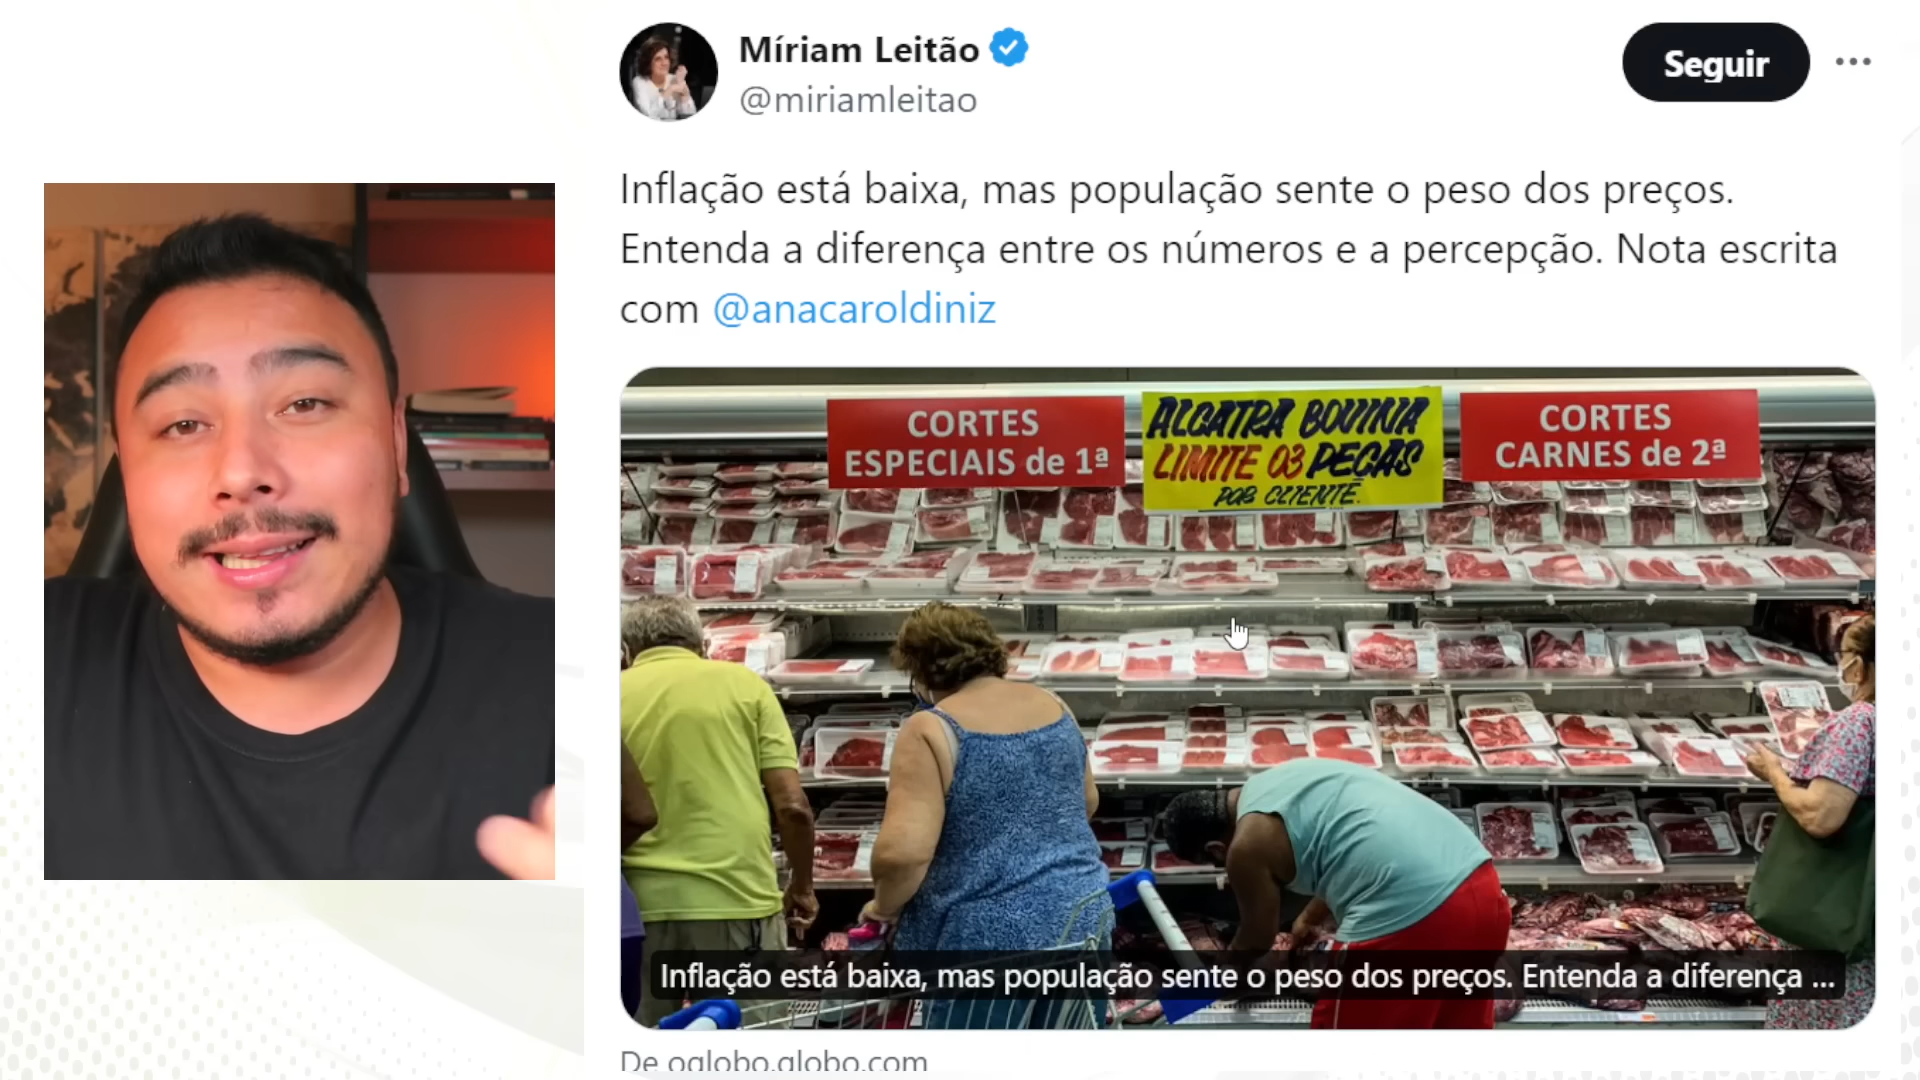 Míriam Leitão
@miriamleitao
Seguir
Inflação está baixa, mas população sente o peso dos preços.
Entenda a diferença entre os números e a percepção. Nota escrita
com @anacaroldiniz
CORTES
ESPECIAIS de 1ª
ALCATRA BOVINA
LIMITE 03 PEÇAS
POR CLIENTE.
CORTES
CARNES de 2ª
Inflação está baixa, mas população sente o peso dos preços. Entenda a diferença ...
De oglobo.globo.com